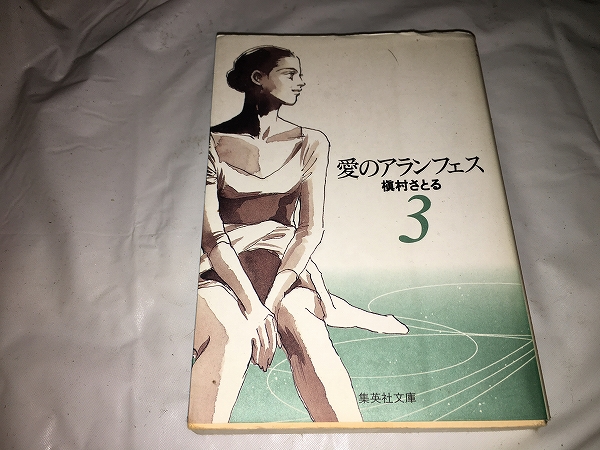 愛のアランフェス
槇村さとる
3
集英社文庫